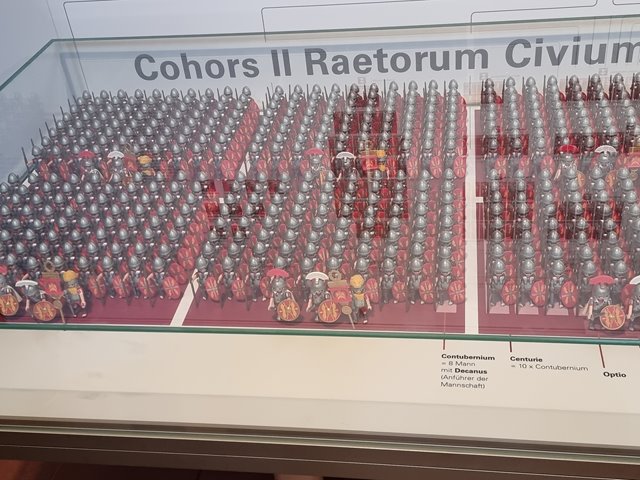 Cohors II Raetorum Civium
Contubernium
= 8 Mann
mit Decanus
(Anführer der
Mannschaft)
Centurie
= 10 x Contubernium
Optio